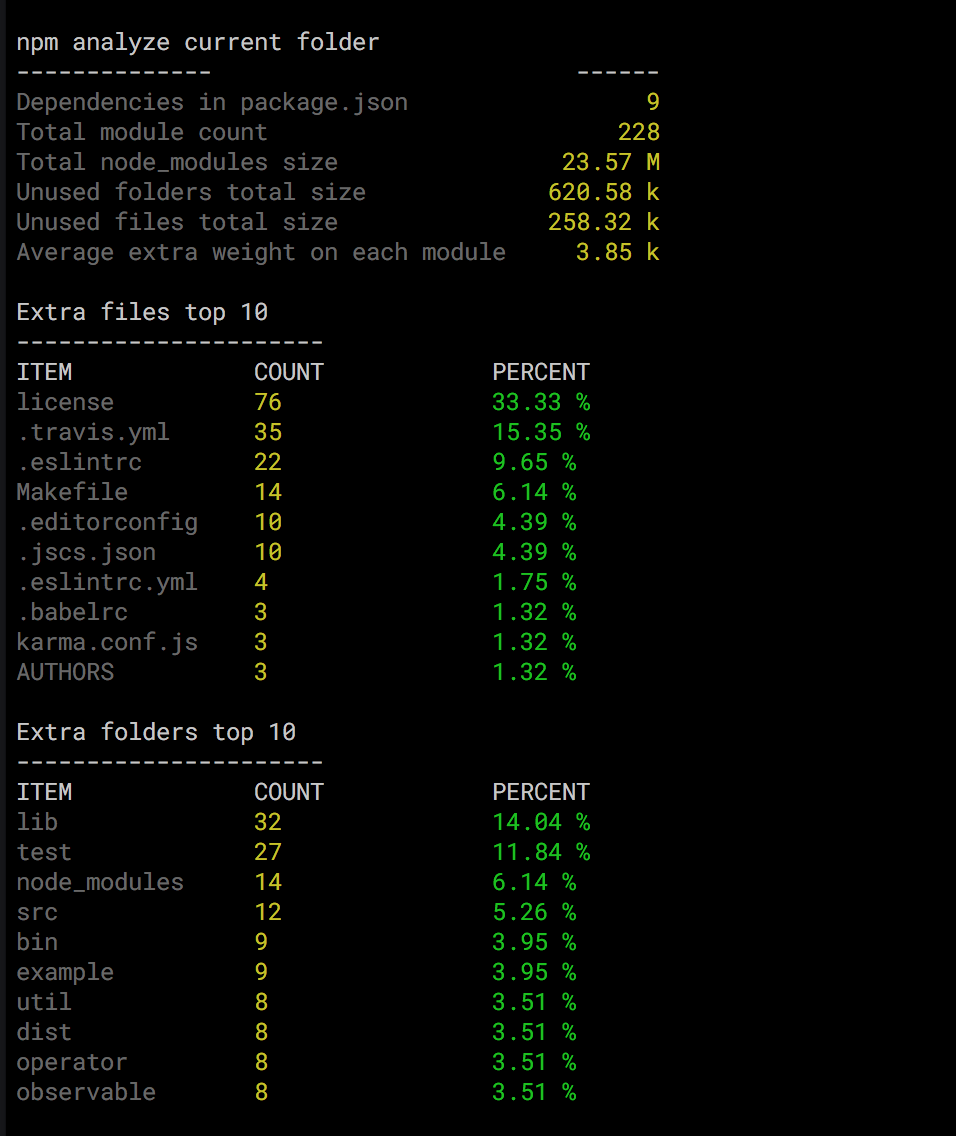 npm analyze current folder
-------------- ------
Dependencies in package.json 9
Total module count 228
Total node_modules size 23.57 M
Unused folders total size 620.58 k
Unused files total size 258.32 k
Average extra weight on each module 3.85 k
Extra files top 10
----------------------
ITEM COUNT PERCENT
license 76 33.33 %
.travis.yml 35 15.35 %
.eslintrc 22 9.65 %
Makefile 14 6.14 %
.editorconfig 10 4.39 %
.jscs.json 10 4.39 %
.eslintrc.yml 4 1.75 %
.babelrc 3 1.32 %
karma.conf.js 3 1.32 %
AUTHORS 3 1.32 %
Extra folders top 10
----------------------
ITEM COUNT PERCENT
lib 32 14.04 %
test 27 11.84 %
node_modules 14 6.14 %
src 12 5.26 %
bin 9 3.95 %
example 9 3.95 %
util 8 3.51 %
dist 8 3.51 %
operator 8 3.51 %
observable 8 3.51 %